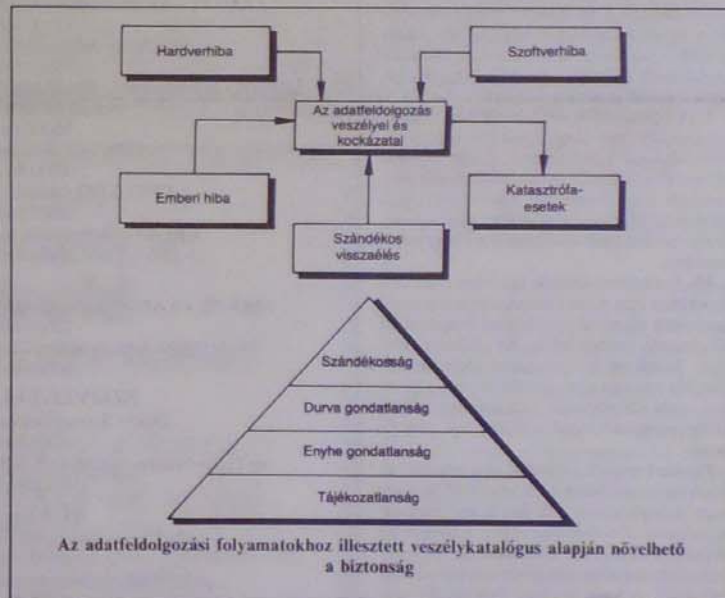 Hardverhiba
Szoftverhiba
Az adatfeldolgozás
veszélyei és
kockázatai
Emberi hiba
Katasztrófa-
esetek
Szándékos
visszaélés
Szándékosság
Durva gondatlanság
Enyhe gondatlanság
Tájékozatlanság
Az adatfeldolgozási folyamatokhoz illesztett veszélykatalógus alapján növelhető
a biztonság